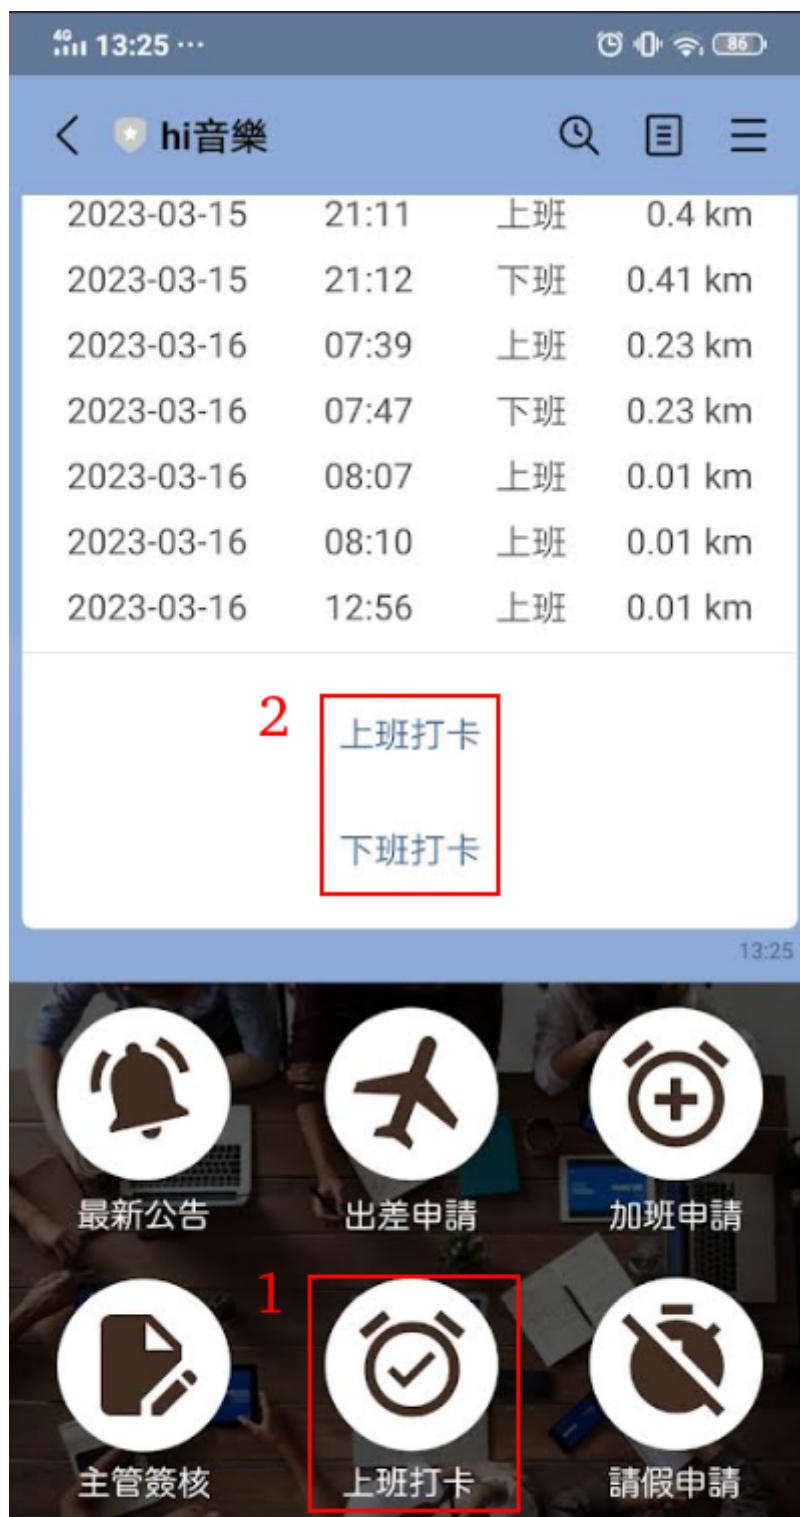 4G 13:25 ... 86
hi音樂
2023-03-15 21:11 上班 0.4 km
2023-03-15 21:12 下班 0.41 km
2023-03-16 07:39 上班 0.23 km
2023-03-16 07:47 下班 0.23 km
2023-03-16 08:07 上班 0.01 km
2023-03-16 08:10 上班 0.01 km
2023-03-16 12:56 上班 0.01 km
2 上班打卡
下班打卡
13:25
最新公告 出差申請 加班申請
1
主管簽核 上班打卡 請假申請